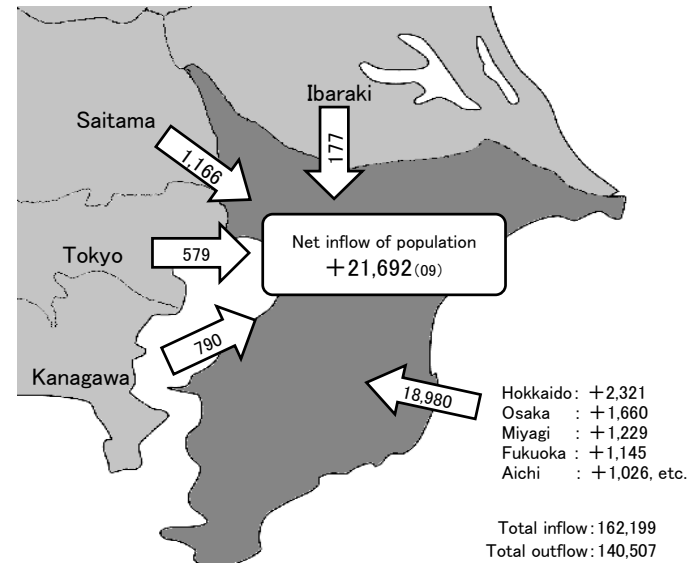 Ibaraki
177
Saitama
1,166
Net inflow of population
+21,692(09)
Tokyo
579
Kanagawa
790
18,980
Hokkaido: +2,321
Osaka : +1,660
Miyagi : +1,229
Fukuoka : +1,145
Aichi : +1,026, etc.
Total inflow:162,199
Total outflow:140,507